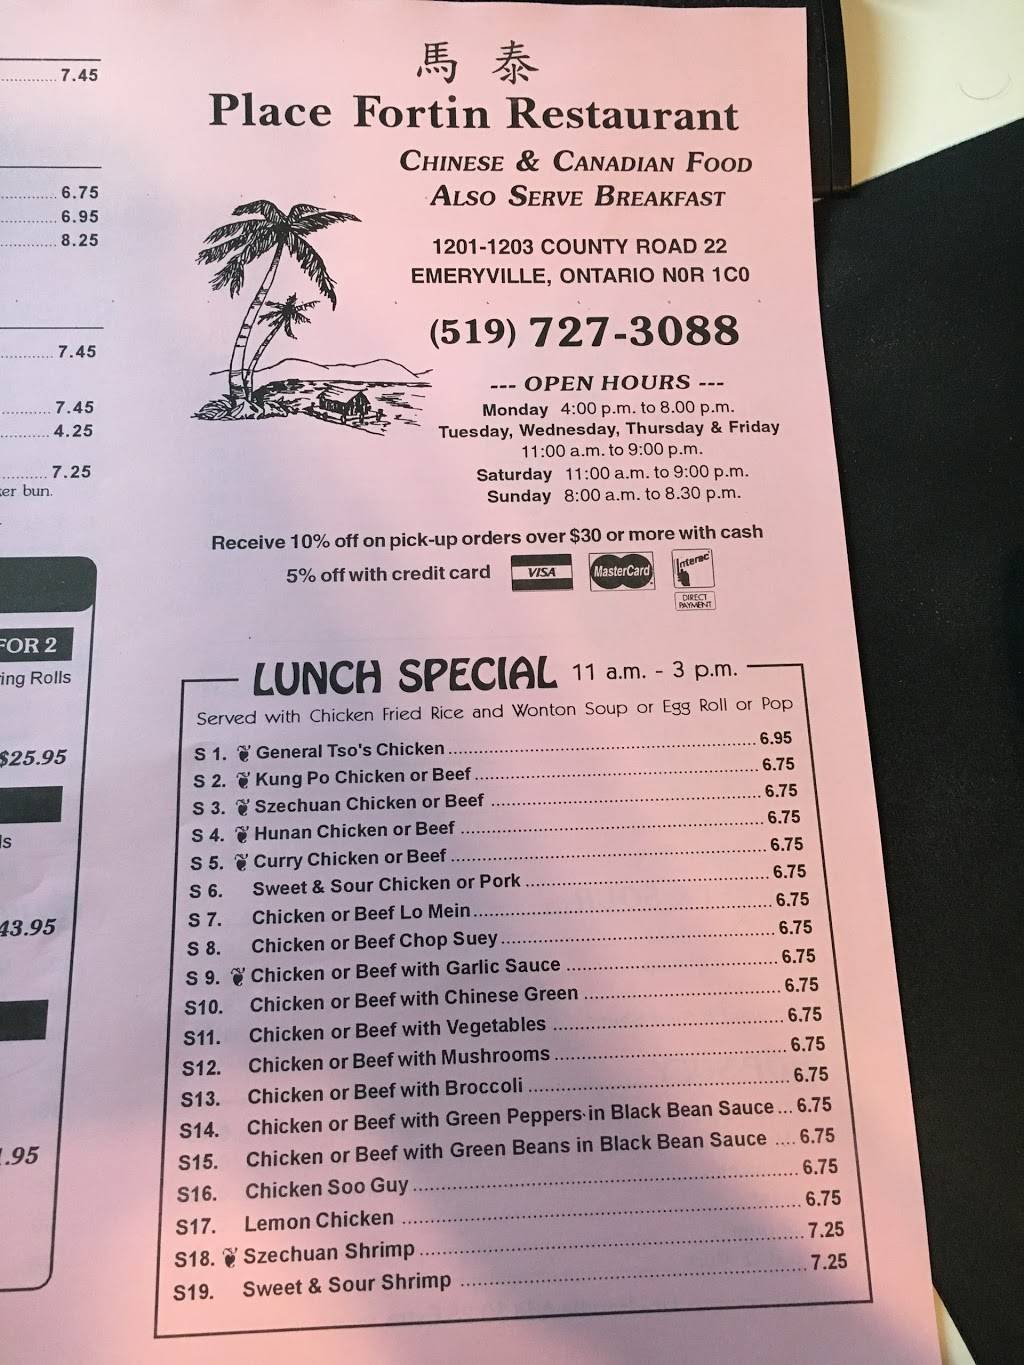 7.45
6.75
6.95
8.25
7.45
7.45
4.25
7.25
er bun.
FOR 2
ing Rolls
$25.95
ls
43.95
.95
馬 泰
Place Fortin Restaurant
CHINESE & CANADIAN FOOD
ALSO SERVE BREAKFAST
1201-1203 COUNTY ROAD 22
EMERYVILLE, ONTARIO N0R 1C0
(519) 727-3088
--- OPEN HOURS ---
Monday 4:00 p.m. to 8.00 p.m.
Tuesday, Wednesday, Thursday & Friday
11:00 a.m. to 9:00 p.m.
Saturday 11:00 a.m. to 9:00 p.m.
Sunday 8:00 a.m. to 8.30 p.m.
Receive 10% off on pick-up orders over $30 or more with cash
5% off with credit card VISA MasterCard Interac
DIRECT
PAYMENT
LUNCH SPECIAL 11 a.m. - 3 p.m.
Served with Chicken Fried Rice and Wonton Soup or Egg Roll or Pop
S 1. General Tso's Chicken 6.95
S 2. Kung Po Chicken or Beef 6.75
S 3. Szechuan Chicken or Beef 6.75
S 4. Hunan Chicken or Beef 6.75
S 5. Curry Chicken or Beef 6.75
S 6. Sweet & Sour Chicken or Pork 6.75
S 7. Chicken or Beef Lo Mein 6.75
S 8. Chicken or Beef Chop Suey 6.75
S 9. Chicken or Beef with Garlic Sauce 6.75
S10. Chicken or Beef with Chinese Green 6.75
S11. Chicken or Beef with Vegetables 6.75
S12. Chicken or Beef with Mushrooms 6.75
S13. Chicken or Beef with Broccoli 6.75
S14. Chicken or Beef with Green Peppers in Black Bean Sauce 6.75
S15. Chicken or Beef with Green Beans in Black Bean Sauce 6.75
S16. Chicken Soo Guy 6.75
S17. Lemon Chicken 6.75
S18. Szechuan Shrimp 7.25
S19. Sweet & Sour Shrimp 7.25